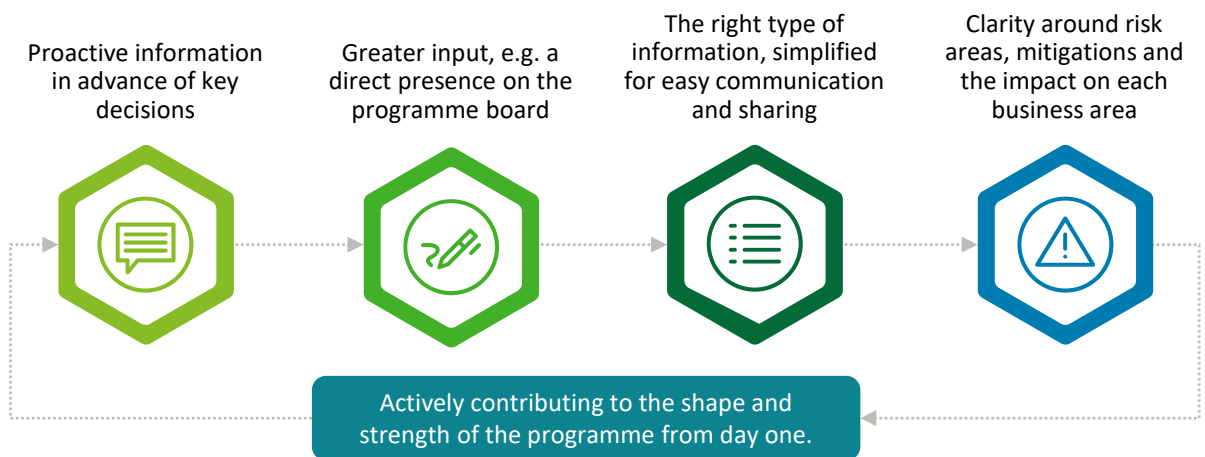 Proactive information
in advance of key
decisions
Greater input, e.g. a
direct presence on the
programme board
The right type of
information, simplified
for easy communication
and sharing
Clarity around risk
areas, mitigations and
the impact on each
business area
Actively contributing to the shape and
strength of the programme from day one.